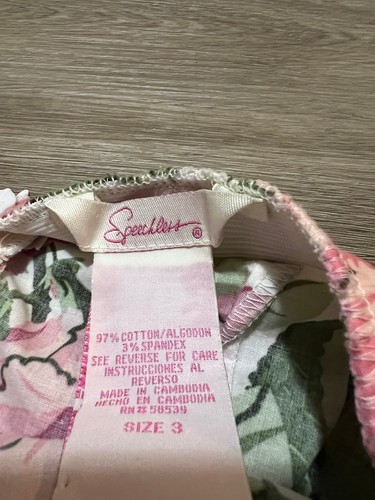 Speechless®
97% COTTON/ALGODON
3% SPANDEX
SEE REVERSE FOR CARE
INSTRUCCIONES AL
REVERSO
MADE IN CAMBODIA
HECHO EN CAMBODIA
RN# 58539
SIZE 3